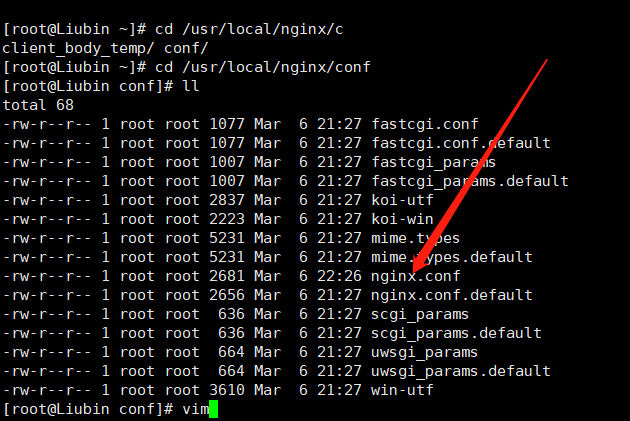 [root@Liubin ~]# cd /usr/local/nginx/c
client_body_temp/ conf/
[root@Liubin ~]# cd /usr/local/nginx/conf
[root@Liubin conf]# ll
total 68
-rw-r--r-- 1 root root 1077 Mar  6 21:27 fastcgi.conf
-rw-r--r-- 1 root root 1077 Mar  6 21:27 fastcgi.conf.default
-rw-r--r-- 1 root root 1007 Mar  6 21:27 fastcgi_params
-rw-r--r-- 1 root root 1007 Mar  6 21:27 fastcgi_params.default
-rw-r--r-- 1 root root 2837 Mar  6 21:27 koi-utf
-rw-r--r-- 1 root root 2223 Mar  6 21:27 koi-win
-rw-r--r-- 1 root root 5231 Mar  6 21:27 mime.types
-rw-r--r-- 1 root root 5231 Mar  6 21:27 mime.types.default
-rw-r--r-- 1 root root 2681 Mar  6 22:26 nginx.conf
-rw-r--r-- 1 root root 2656 Mar  6 21:27 nginx.conf.default
-rw-r--r-- 1 root root  636 Mar  6 21:27 scgi_params
-rw-r--r-- 1 root root  636 Mar  6 21:27 scgi_params.default
-rw-r--r-- 1 root root  664 Mar  6 21:27 uwsgi_params
-rw-r--r-- 1 root root  664 Mar  6 21:27 uwsgi_params.default
-rw-r--r-- 1 root root 3610 Mar  6 21:27 win-utf
[root@Liubin conf]# vim